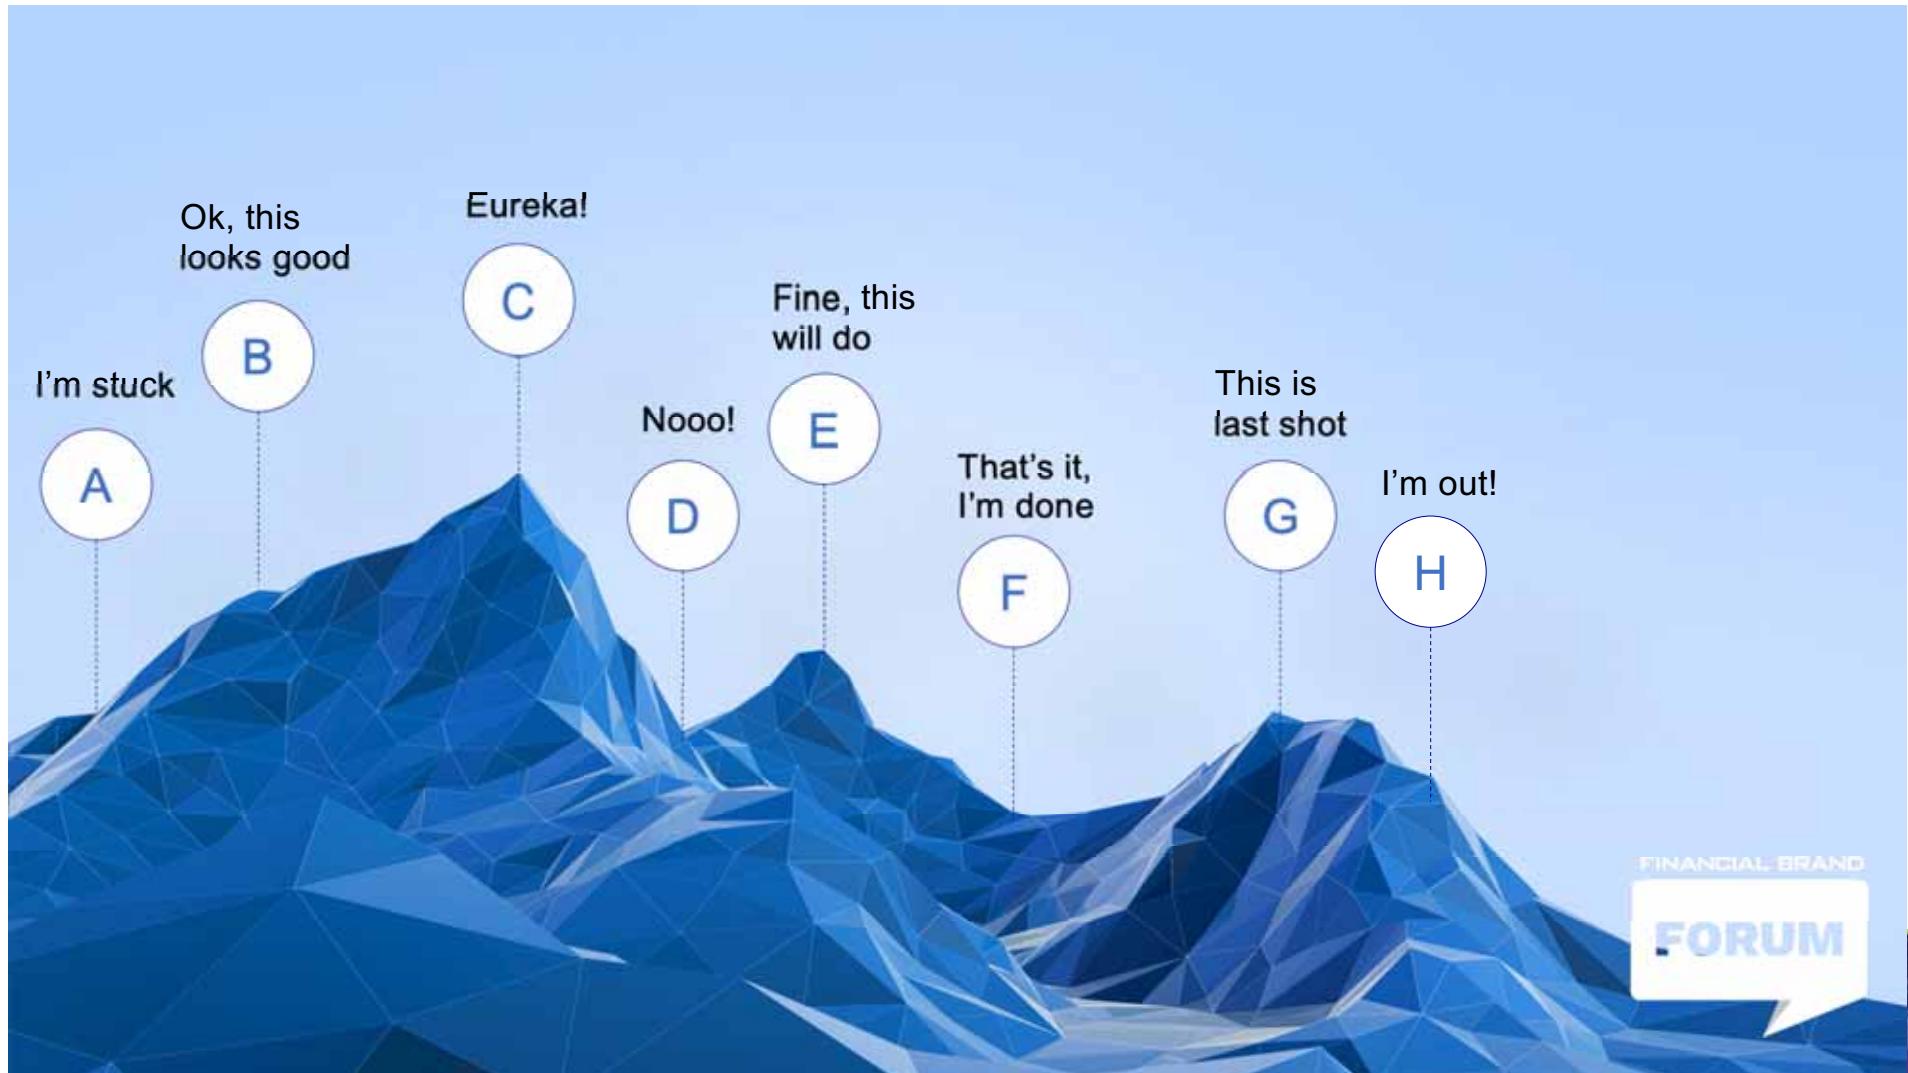 I'm stuck
A
Ok, this
looks good
B
Eureka!
C
Nooo!
D
Fine, this
will do
E
That's it,
I'm done
F
This is
last shot
G
I'm out!
H
FINANCIAL BRAND
FORUM